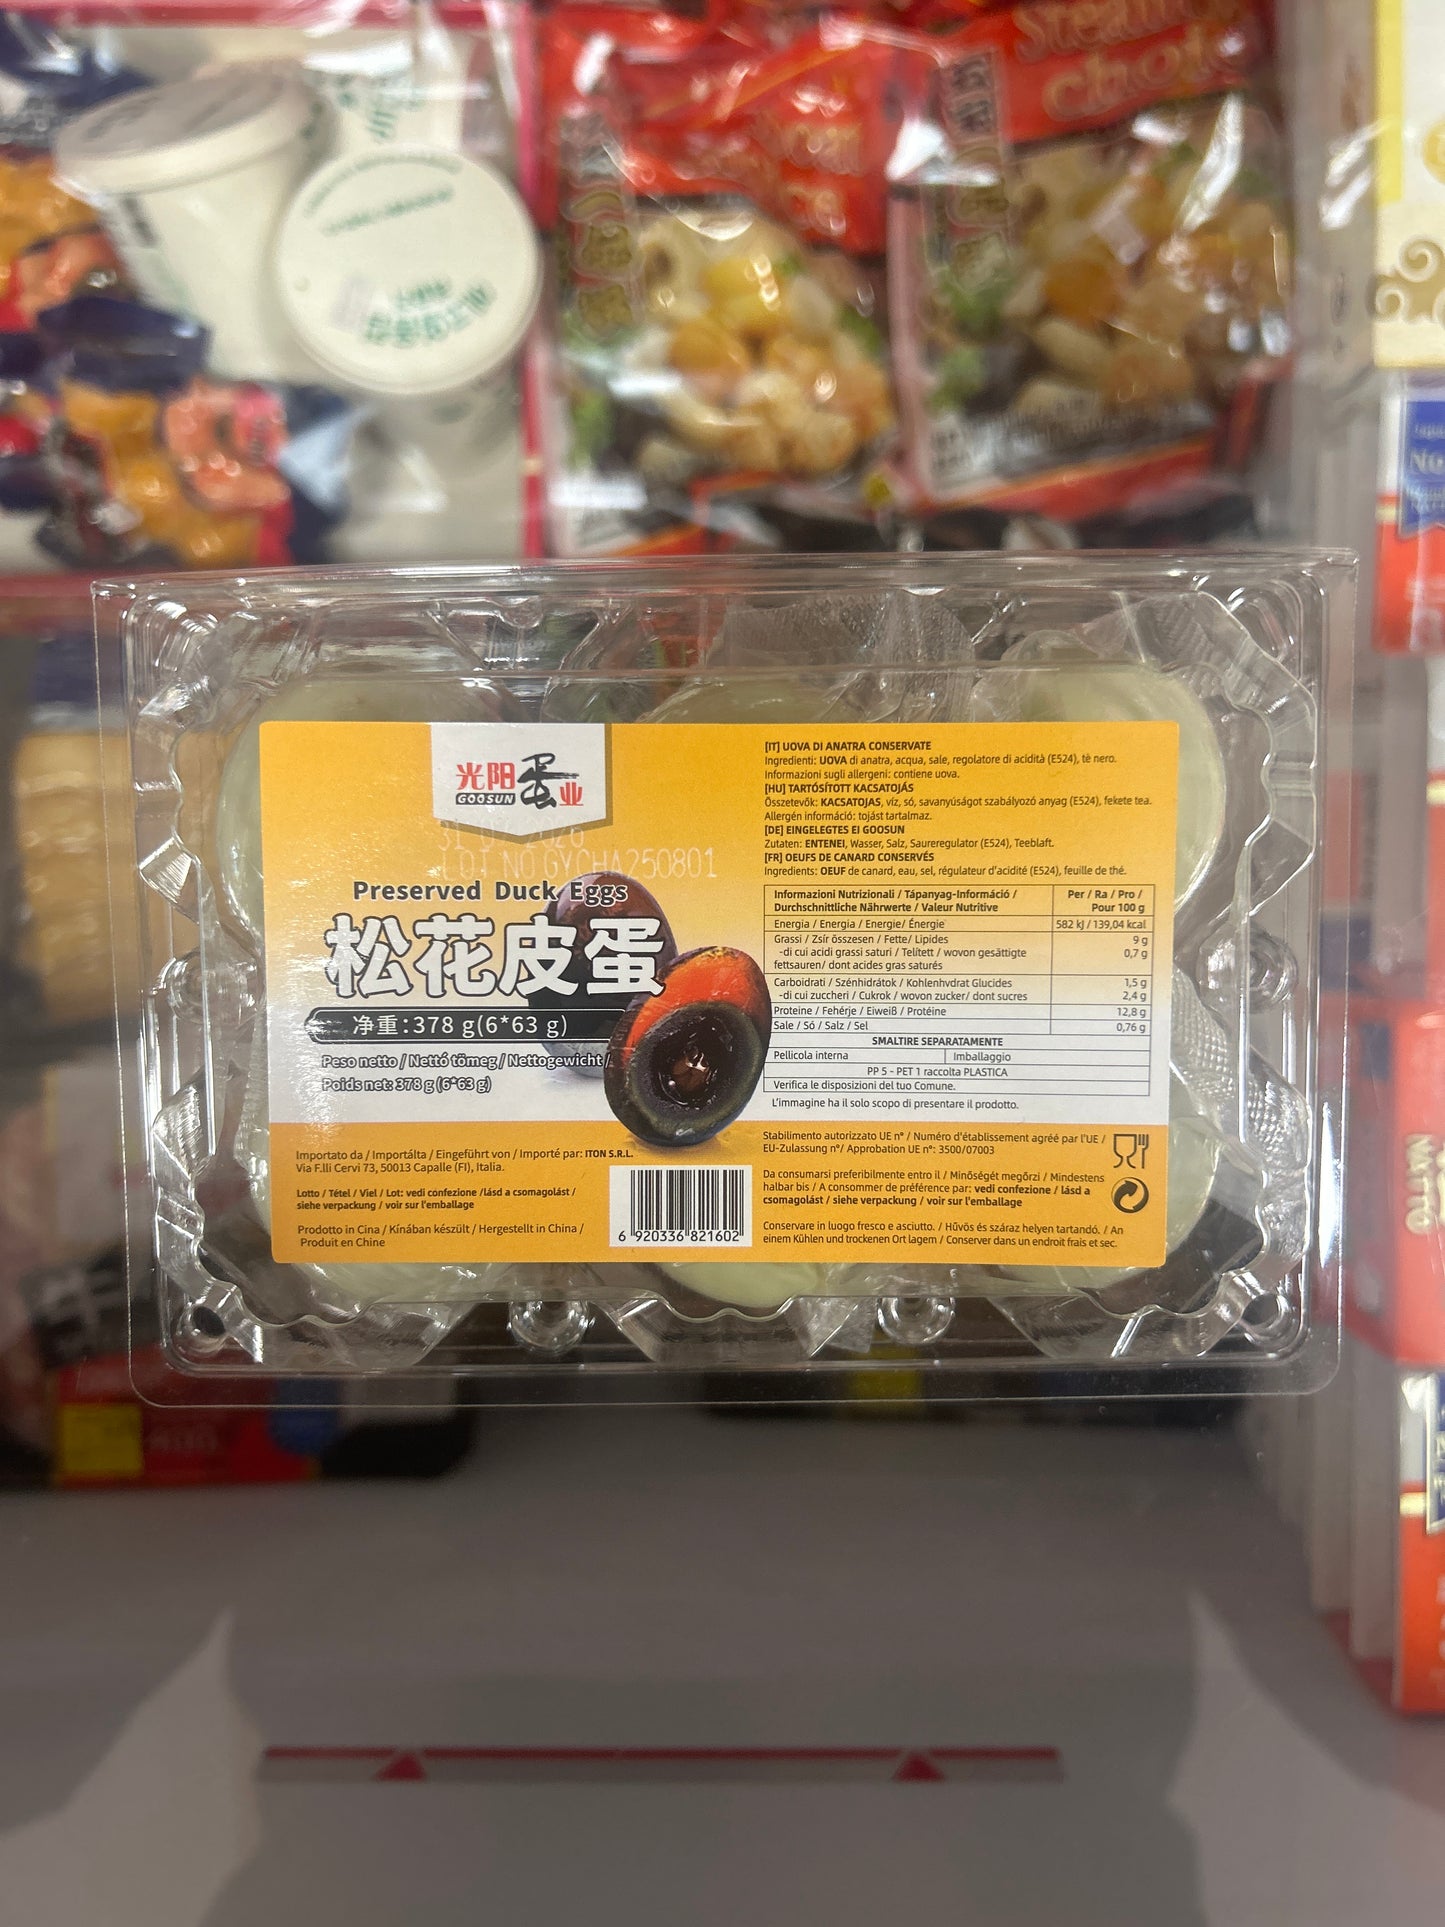 Steam
光阳
GOOSUN
蛋
业
31
2026
LOT NO GYCHA250801
Preserved Duck Eggs
松花皮蛋
净重:378 g(6*63 g)
Peso netto / Nettó tömeg / Nettogewicht /
Poids net: 378 g (6*63 g)
Importato da / Importálta / Eingeführt von / Importé par: ITON S.R.L.
Via F.lli Cervi 73, 50013 Capalle (FI), Italia.
Lotto / Tétel / Viel / Lot: vedi confezione /lásd a csomagolást /
siehe verpackung / voir sur l'emballage
Prodotto in Cina / Kínában készült / Hergestellt in China /
Produit en Chine
6 920336 821602
[IT] UOVA DI ANATRA CONSERVATE
Ingredienti: UOVA di anatra, acqua, sale, regolatore di acidità (E524), tè nero.
Informazioni sugli allergeni: contiene uova.
[HU] TARTÓSÍTOTT KACSATOJÁS
Összetevők: KACSATOJAS, víz, só, savanyúságot szabályozó anyag (E524), fekete tea.
Allergén információ: tojást tartalmaz.
[DE] EINGELEGTES EI GOOSUN
Zutaten: ENTENEI, Wasser, Salz, Saureregulator (E524), Teeblaft.
[FR] OEUFS DE CANARD CONSERVÉS
Ingredients: OEUF de canard, eau, sel, régulateur d'acidité (E524), feuille de thé.
Informazioni Nutrizionali / Tápanyag-Információ / Per / Ra / Pro /
Durchschnittliche Nährwerte / Valeur Nutritive Pour 100 g
Energia / Energia / Energie/ Énergie 582 kJ / 139,04 kcal
Grassi / Zsír összesen / Fette/ Lipides 9 g
-di cui acidi grassi saturi / Telített / wovon gesättigte 0,7 g
fettsauren/ dont acides gras saturés
Carboidrati / Szénhidrátok / Kohlenhvdrat Glucides 1,5 g
-di cui zuccheri / Cukrok / wovon zucker/ dont sucres 2,4 g
Proteine / Fehérje / Eiweiß / Protéine 12,8 g
Sale / Só / Salz / Sel 0,76 g
SMALTIRE SEPARATAMENTE
Pellicola interna Imballaggio
PP 5 - PET 1 raccolta PLASTICA
Verifica le disposizioni del tuo Comune.
L'immagine ha il solo scopo di presentare il prodotto.
Stabilimento autorizzato UE n° / Numéro d'établissement agréé par l'UE /
EU-Zulassung n°/ Approbation UE n°: 3500/07003
Da consumarsi preferibilmente entro il / Minőségét megőrzi / Mindestens
halbar bis / A consommer de préférence par: vedi confezione / lásd a
csomagolást / siehe verpackung / voir sur l'emballage
Conservare in luogo fresco e asciutto. / Hűvös és száraz helyen tartandó. / An
einem Kühlen und trockenen Ort lagem / Conserver dans un endroit frais et sec.